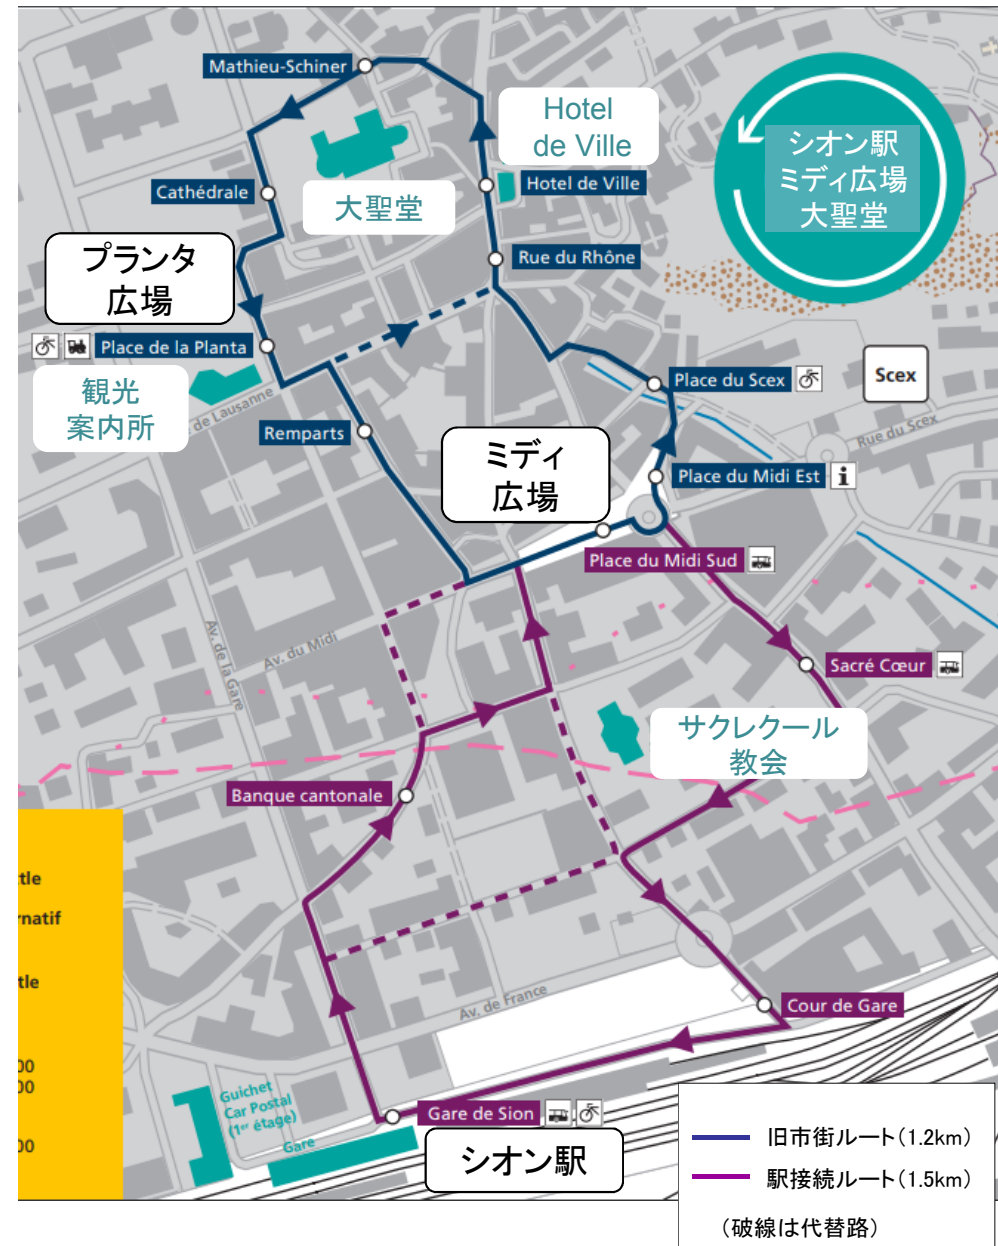 Mathieu-Schiner
Hotel
de Ville
シオン駅
ミディ広場
大聖堂
Cathédrale
大聖堂
Hotel de Ville
プランタ
広場
Rue du Rhône
Place de la Planta
観光
案内所
de Lausanne
Place du Scex
Scex
Remparts
Rue du Scex
ミディ
広場
Place du Midi Est
i
Place du Midi Sud
Av. du Midi
Av. de la Gare
Sacré Cœur
サクレクール
教会
Banque cantonale
tle
rnatif
tle
Av. de France
Cour de Gare
00
00
00
Guichet
Car Postal
(1er étage)
Gare
Gare de Sion
シオン駅
旧市街ルート(1.2km)
駅接続ルート(1.5km)
(破線は代替路)